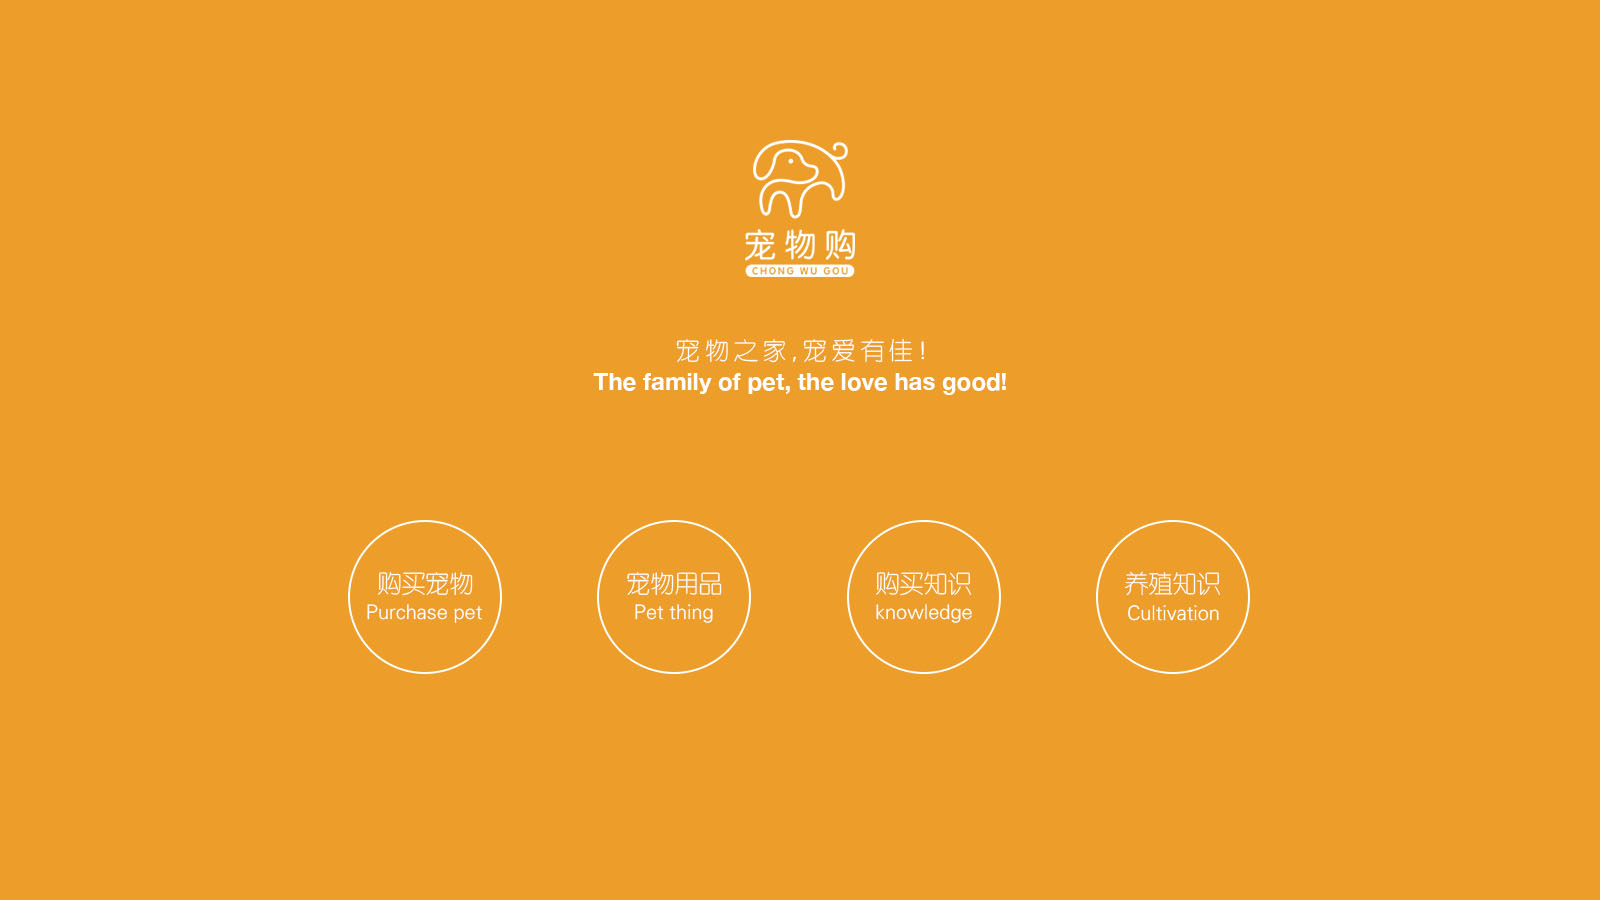 宠物购
CHONG WU GOU
宠物之家,宠爱有佳!
The family of pet, the love has good!
购买宠物
Purchase pet
宠物用品
Pet thing
购买知识
knowledge
养殖知识
Cultivation